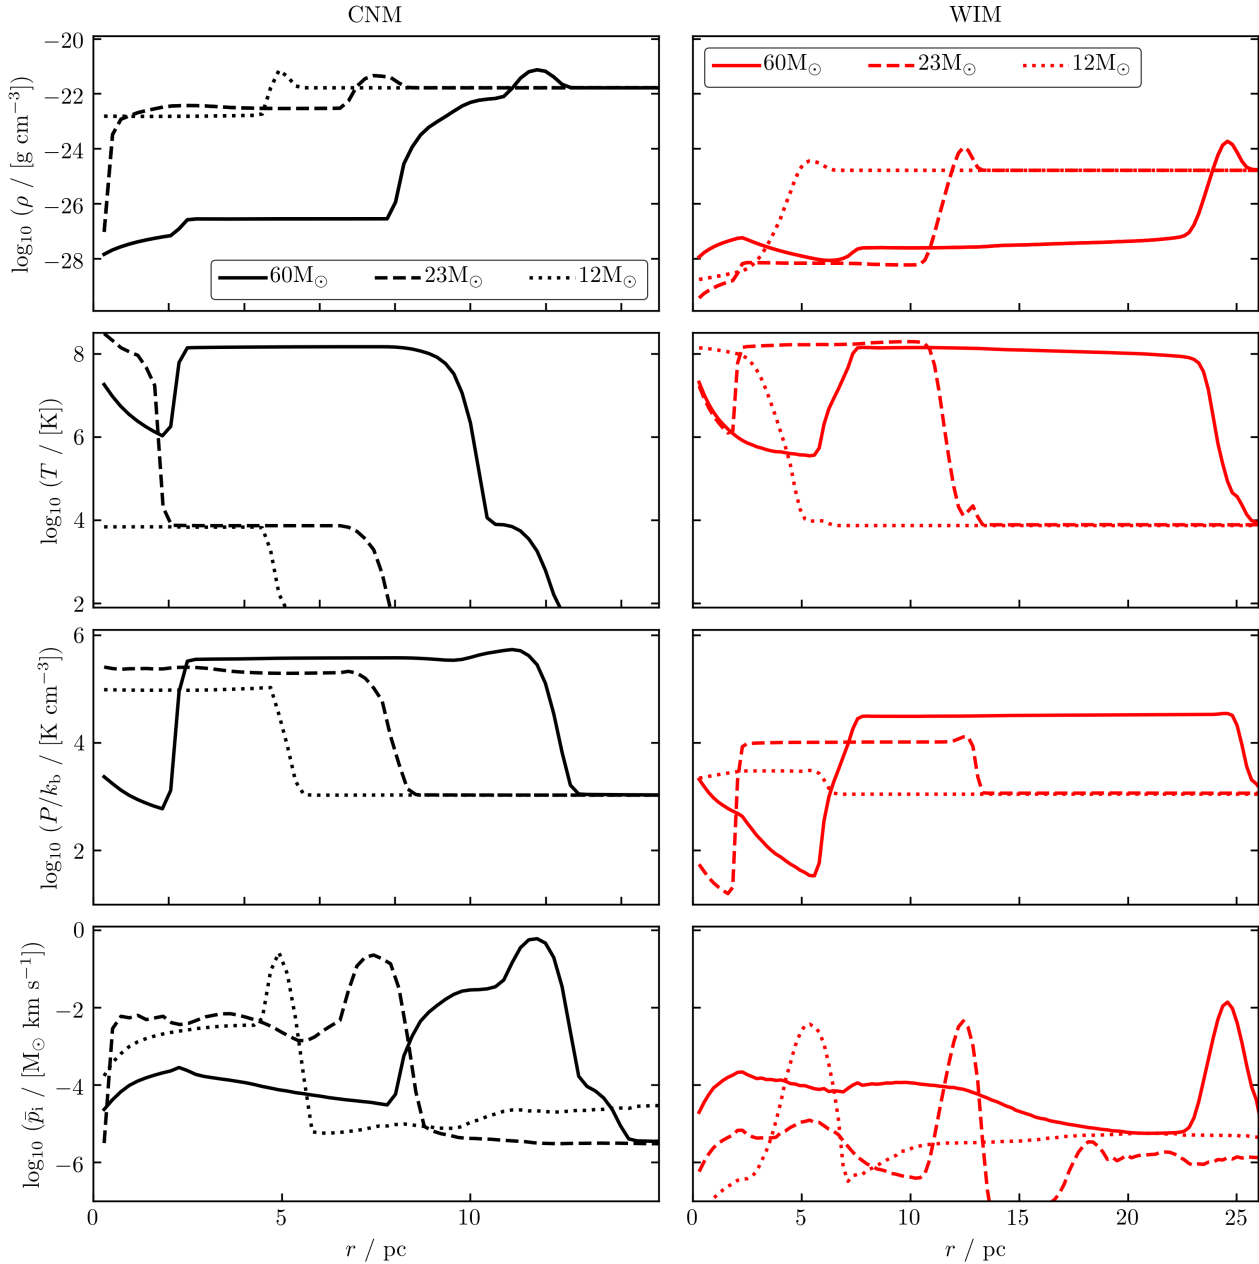 CNM
WIM
−20
−22
−24
−26
−28
log₁₀ (ρ / [g cm⁻³])
60M⊙ 23M⊙ 12M⊙
60M⊙ 23M⊙ 12M⊙
8
6
4
2
log₁₀ (T / [K])
6
4
2
log₁₀ (P/k_b / [K cm⁻³])
0
−2
−4
−6
log₁₀ (p̄ᵢ / [M⊙ km s⁻¹])
0 5 10
r / pc
0 5 10 15 20 25
r / pc